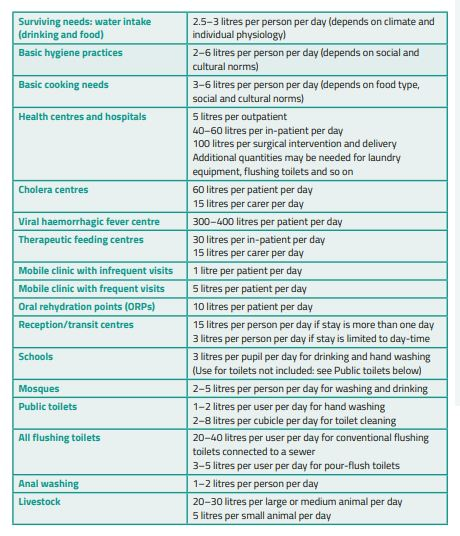 Surviving needs: water intake (drinking and food)
2.5–3 litres per person per day (depends on climate and
individual physiology)
Basic hygiene practices
2–6 litres per person per day (depends on social and
cultural norms)
Basic cooking needs
3–6 litres per person per day (depends on food type,
social and cultural norms)
Health centres and hospitals
5 litres per outpatient
40–60 litres per in-patient per day
100 litres per surgical intervention and delivery
Additional quantities may be needed for laundry
equipment, flushing toilets and so on
Cholera centres
60 litres per patient per day
15 litres per carer per day
Viral haemorrhagic fever centre
300–400 litres per patient per day
Therapeutic feeding centres
30 litres per in-patient per day
15 litres per carer per day
Mobile clinic with infrequent visits
1 litre per patient per day
Mobile clinic with frequent visits
5 litres per patient per day
Oral rehydration points (ORPs)
10 litres per patient per day
Reception/transit centres
15 litres per person per day if stay is more than one day
3 litres per person per day if stay is limited to day-time
Schools
3 litres per pupil per day for drinking and hand washing
(Use for toilets not included: see Public toilets below)
Mosques
2–5 litres per person per day for washing and drinking
Public toilets
1–2 litres per user per day for hand washing
2–8 litres per cubicle per day for toilet cleaning
All flushing toilets
20–40 litres per user per day for conventional flushing
toilets connected to a sewer
3–5 litres per user per day for pour-flush toilets
Anal washing
1–2 litres per person per day
Livestock
20–30 litres per large or medium animal per day
5 litres per small animal per day